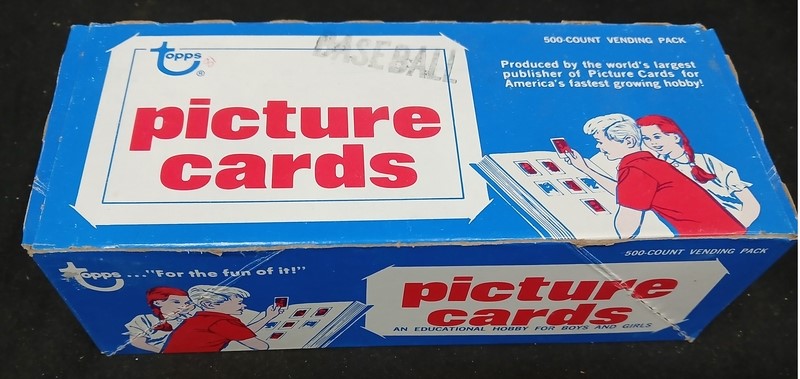 topps
®
BASEBALL
picture
cards
500-COUNT VENDING PACK
Produced by the world's largest
publisher of Picture Cards for
America's fastest growing hobby!
topps..."For the fun of it!"
500-COUNT VENDING PACK
picture
cards
AN EDUCATIONAL HOBBY FOR BOYS AND GIRLS